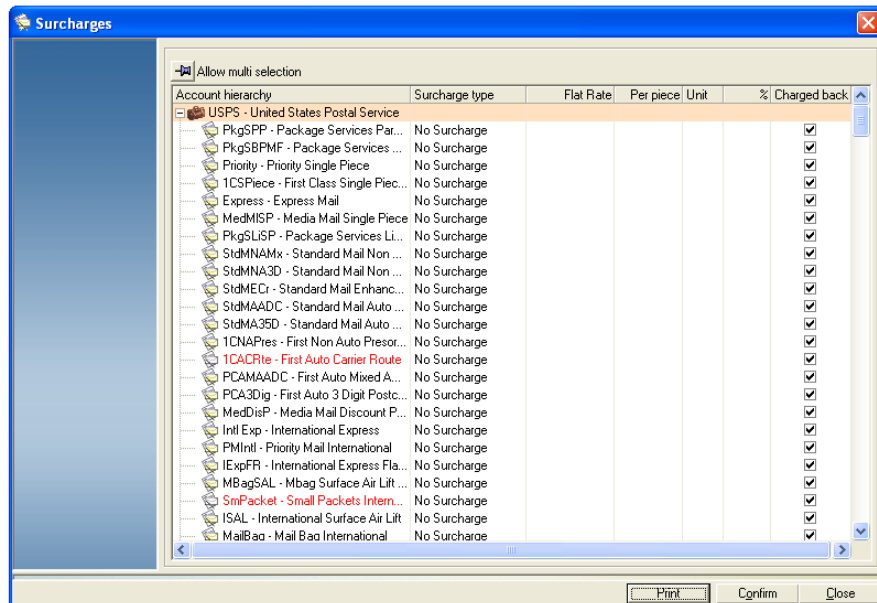 Surcharges
Allow multi selection
Account hierarchy Surcharge type Flat Rate Per piece Unit % Charged back
USPS - United States Postal Service
PkgSPP - Package Services Par... No Surcharge
PkgSBPMF - Package Services ... No Surcharge
Priority - Priority Single Piece No Surcharge
1CSPiece - First Class Single Piec... No Surcharge
Express - Express Mail No Surcharge
MedMISP - Media Mail Single Piece No Surcharge
PkgSLiSP - Package Services Li... No Surcharge
StdMNAMx - Standard Mail Non ... No Surcharge
StdMNA3D - Standard Mail Non ... No Surcharge
StdMECr - Standard Mail Enhanc... No Surcharge
StdMAADC - Standard Mail Auto ... No Surcharge
StdMA35D - Standard Mail Auto ... No Surcharge
1CNAPres - First Non Auto Presor... No Surcharge
1CACRte - First Auto Carrier Route No Surcharge
PCAMAADC - First Auto Mixed A... No Surcharge
PCA3Dig - First Auto 3 Digit Postc... No Surcharge
MedDisP - Media Mail Discount P... No Surcharge
Intl Exp - International Express No Surcharge
PMIntl - Priority Mail International No Surcharge
IExpFR - International Express Fla... No Surcharge
MBagSAL - Mbag Surface Air Lift ... No Surcharge
SmPacket - Small Packets Intern... No Surcharge
ISAL - International Surface Air Lift No Surcharge
MailBag - Mail Bag International No Surcharge
Print Confirm Close